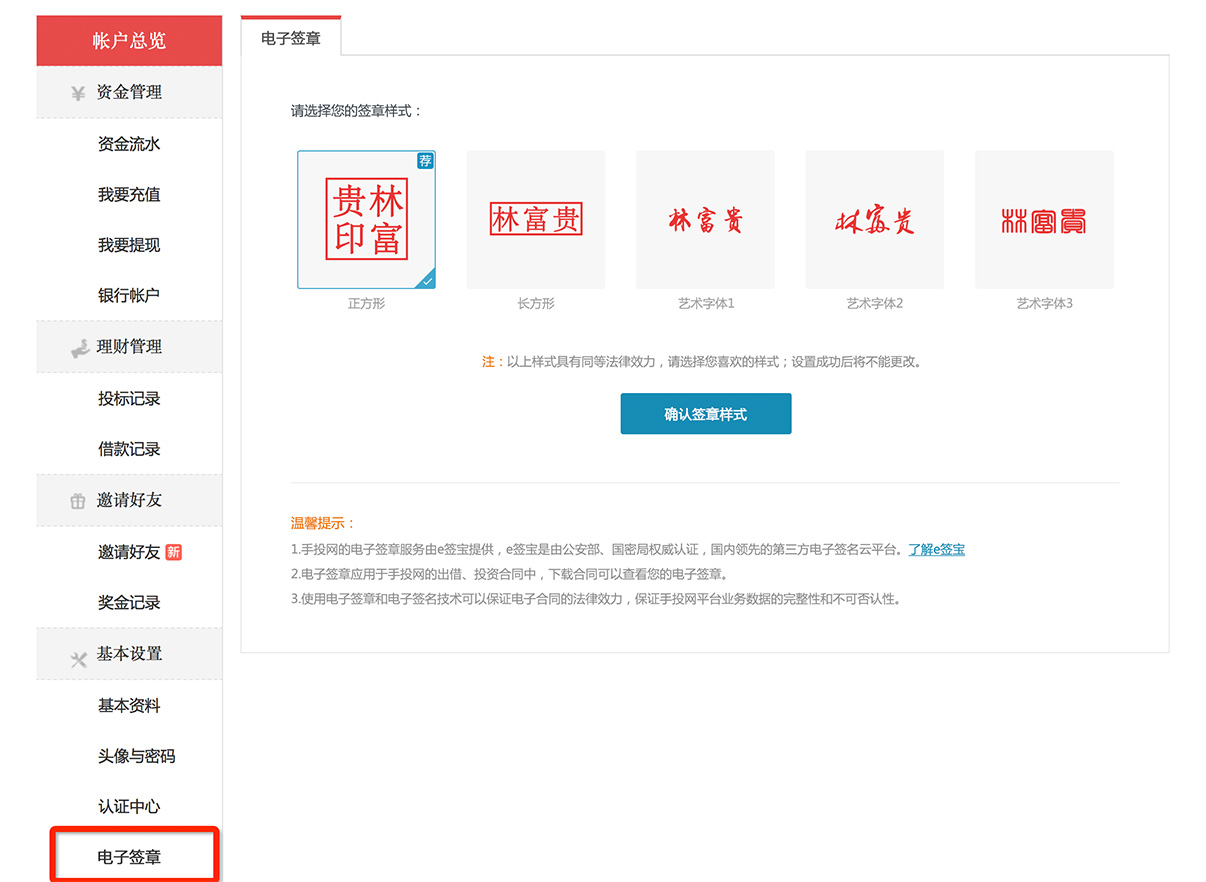 帐户总览
资金管理
资金流水
我要充值
我要提现
银行帐户
理财管理
投标记录
借款记录
邀请好友
邀请好友 新
奖金记录
基本设置
基本资料
头像与密码
认证中心
电子签章
电子签章
请选择您的签章样式：
荐
贵林
印富
林富贵
林富贵
林富贵
林富贵
正方形
长方形
艺术字体1
艺术字体2
艺术字体3
注：以上样式具有同等法律效力，请选择您喜欢的样式；设置成功后将不能更改。
确认签章样式
温馨提示：
1.手投网的电子签章服务由e签宝提供，e签宝是由公安部、国密局权威认证，国内领先的第三方电子签名云平台。了解e签宝
2.电子签章应用于手投网的出借、投资合同中，下载合同可以查看您的电子签章。
3.使用电子签章和电子签名技术可以保证电子合同的法律效力，保证手投网平台业务数据的完整性和不可否认性。